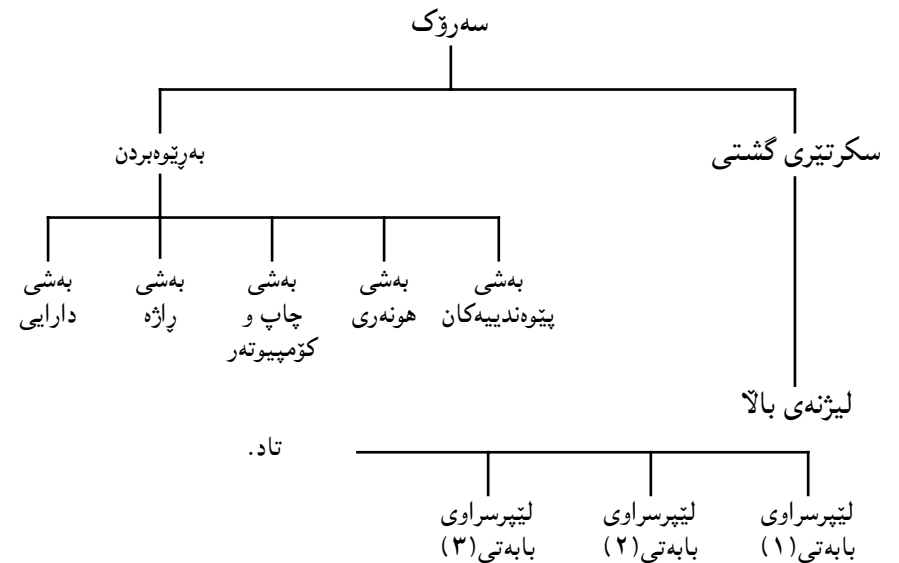 سەرۆک
سکرتێری گشتی
بەڕێوەبردن
بەشی
پێوەندییەکان
بەشی
هونەری
بەشی
چاپ و
کۆمپیوتەر
بەشی
ڕاژە
بەشی
دارایی
لیژنەی باڵا
لێپرسراوی
بابەتی(١)
لێپرسراوی
بابەتی(٢)
لێپرسراوی
بابەتی(٣)
تاد.